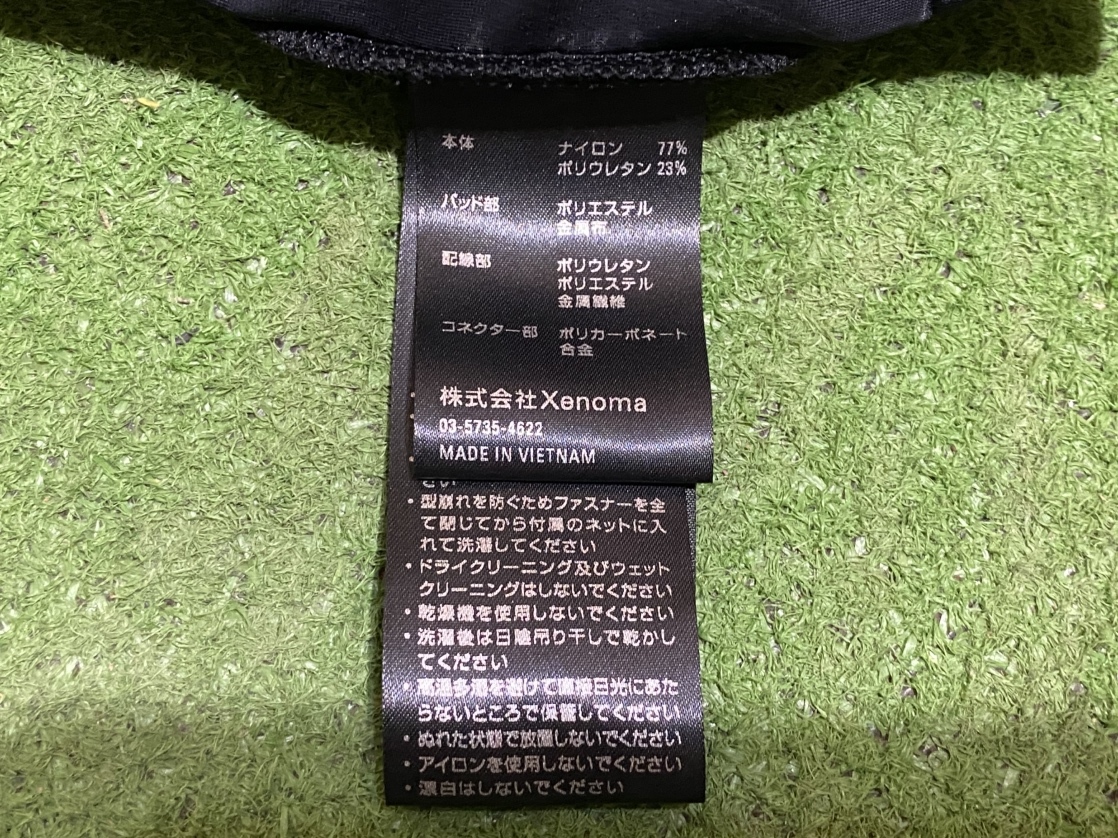 本体 ナイロン 77%
ポリウレタン 23%
パッド部 ポリエステル
金属布
配線部 ポリウレタン
ポリエステル
金属繊維
コネクター部 ポリカーボネート
合金
株式会社Xenoma
03-5735-4622
MADE IN VIETNAM
さい
・型崩れを防ぐためファスナーを全
て閉じてから付属のネットに入
れて洗濯してください
・ドライクリーニング及びウェット
クリーニングはしないでください
・乾燥機を使用しないでください
・洗濯後は日陰吊り干しで乾かし
てください
・高温多湿を避けて直接日光にあた
らないところで保管してください
・ぬれた状態で放置しないでください
・アイロンを使用しないでください
・漂白はしないでください